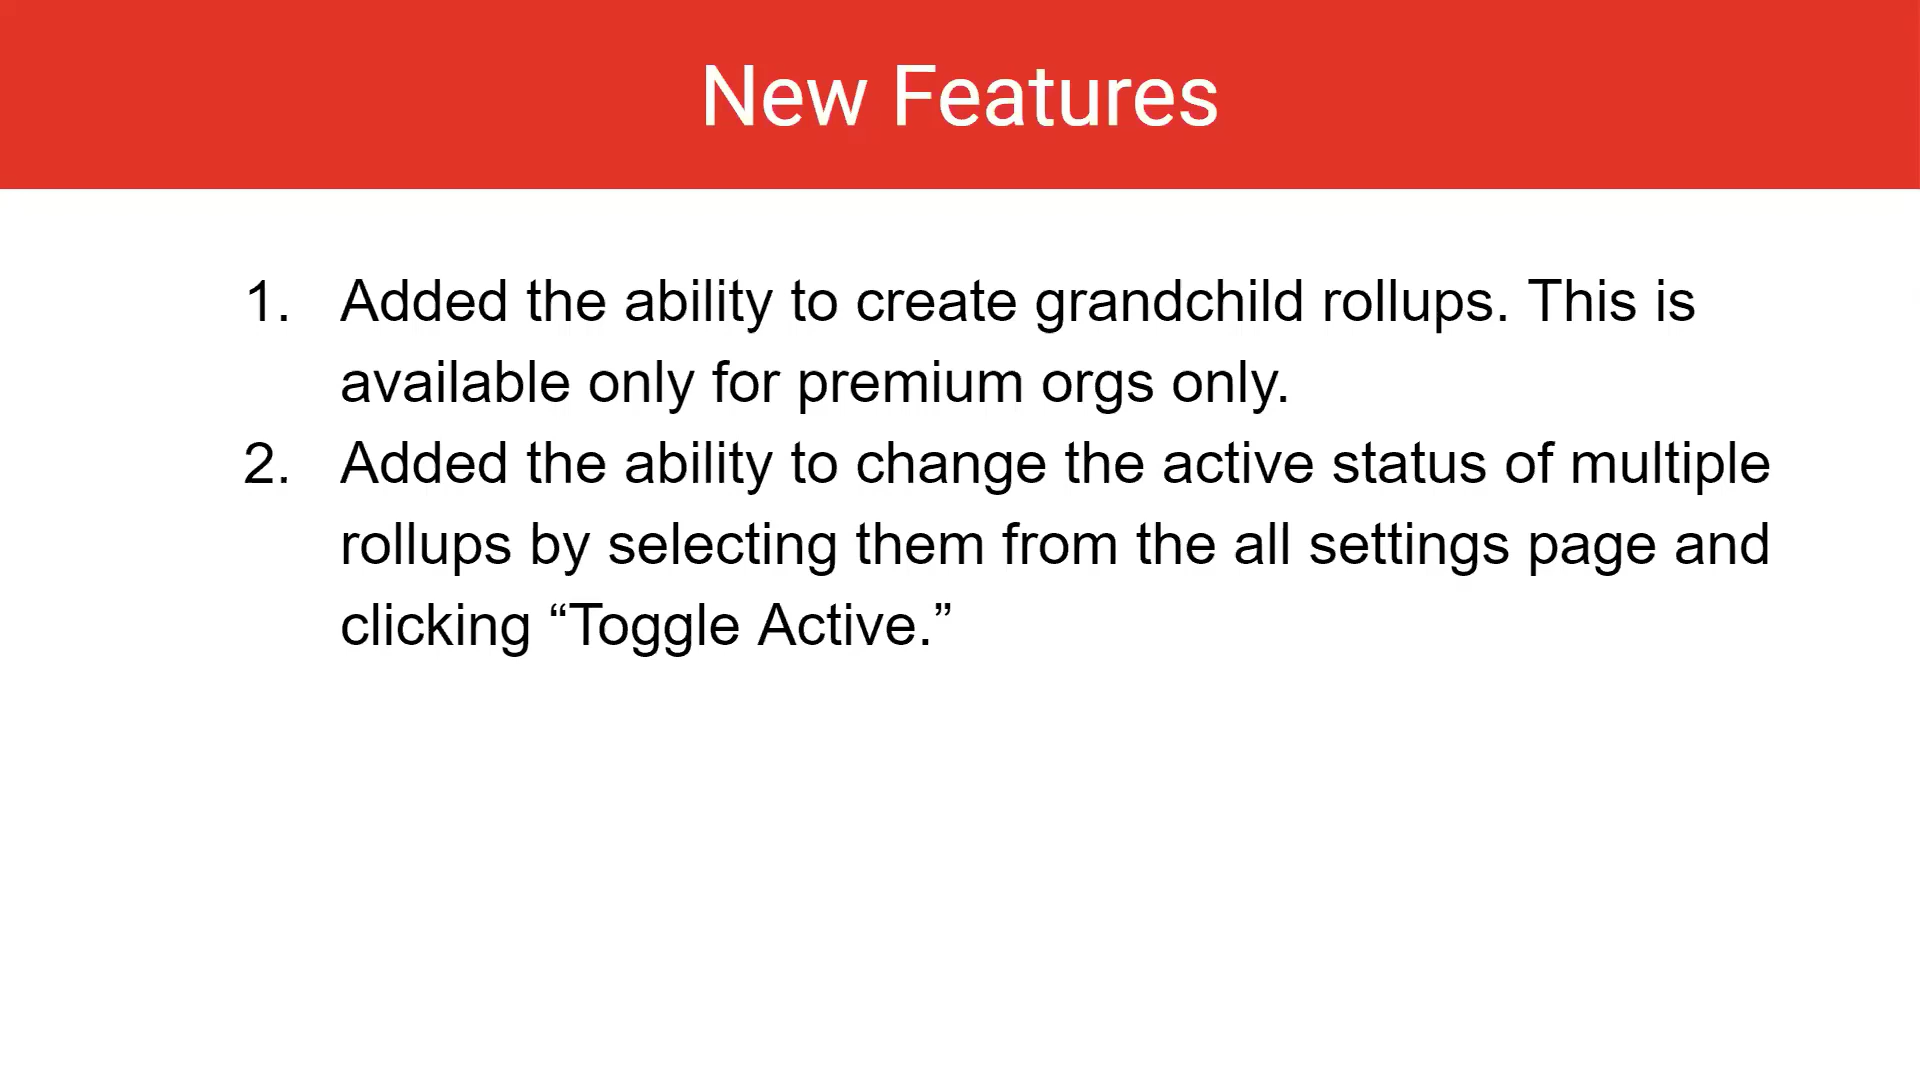 New Features
1. Added the ability to create grandchild rollups. This is
available only for premium orgs only.
2. Added the ability to change the active status of multiple
rollups by selecting them from the all settings page and
clicking “Toggle Active.”